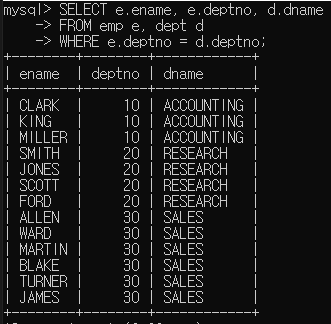 mysql> SELECT e.ename, e.deptno, d.dname
    -> FROM emp e, dept d
    -> WHERE e.deptno = d.deptno;
+--------+--------+------------+
| ename  | deptno | dname      |
+--------+--------+------------+
| CLARK  |     10 | ACCOUNTING |
| KING   |     10 | ACCOUNTING |
| MILLER |     10 | ACCOUNTING |
| SMITH  |     20 | RESEARCH   |
| JONES  |     20 | RESEARCH   |
| SCOTT  |     20 | RESEARCH   |
| FORD   |     20 | RESEARCH   |
| ALLEN  |     30 | SALES      |
| WARD   |     30 | SALES      |
| MARTIN |     30 | SALES      |
| BLAKE  |     30 | SALES      |
| TURNER |     30 | SALES      |
| JAMES  |     30 | SALES      |
+--------+--------+------------+